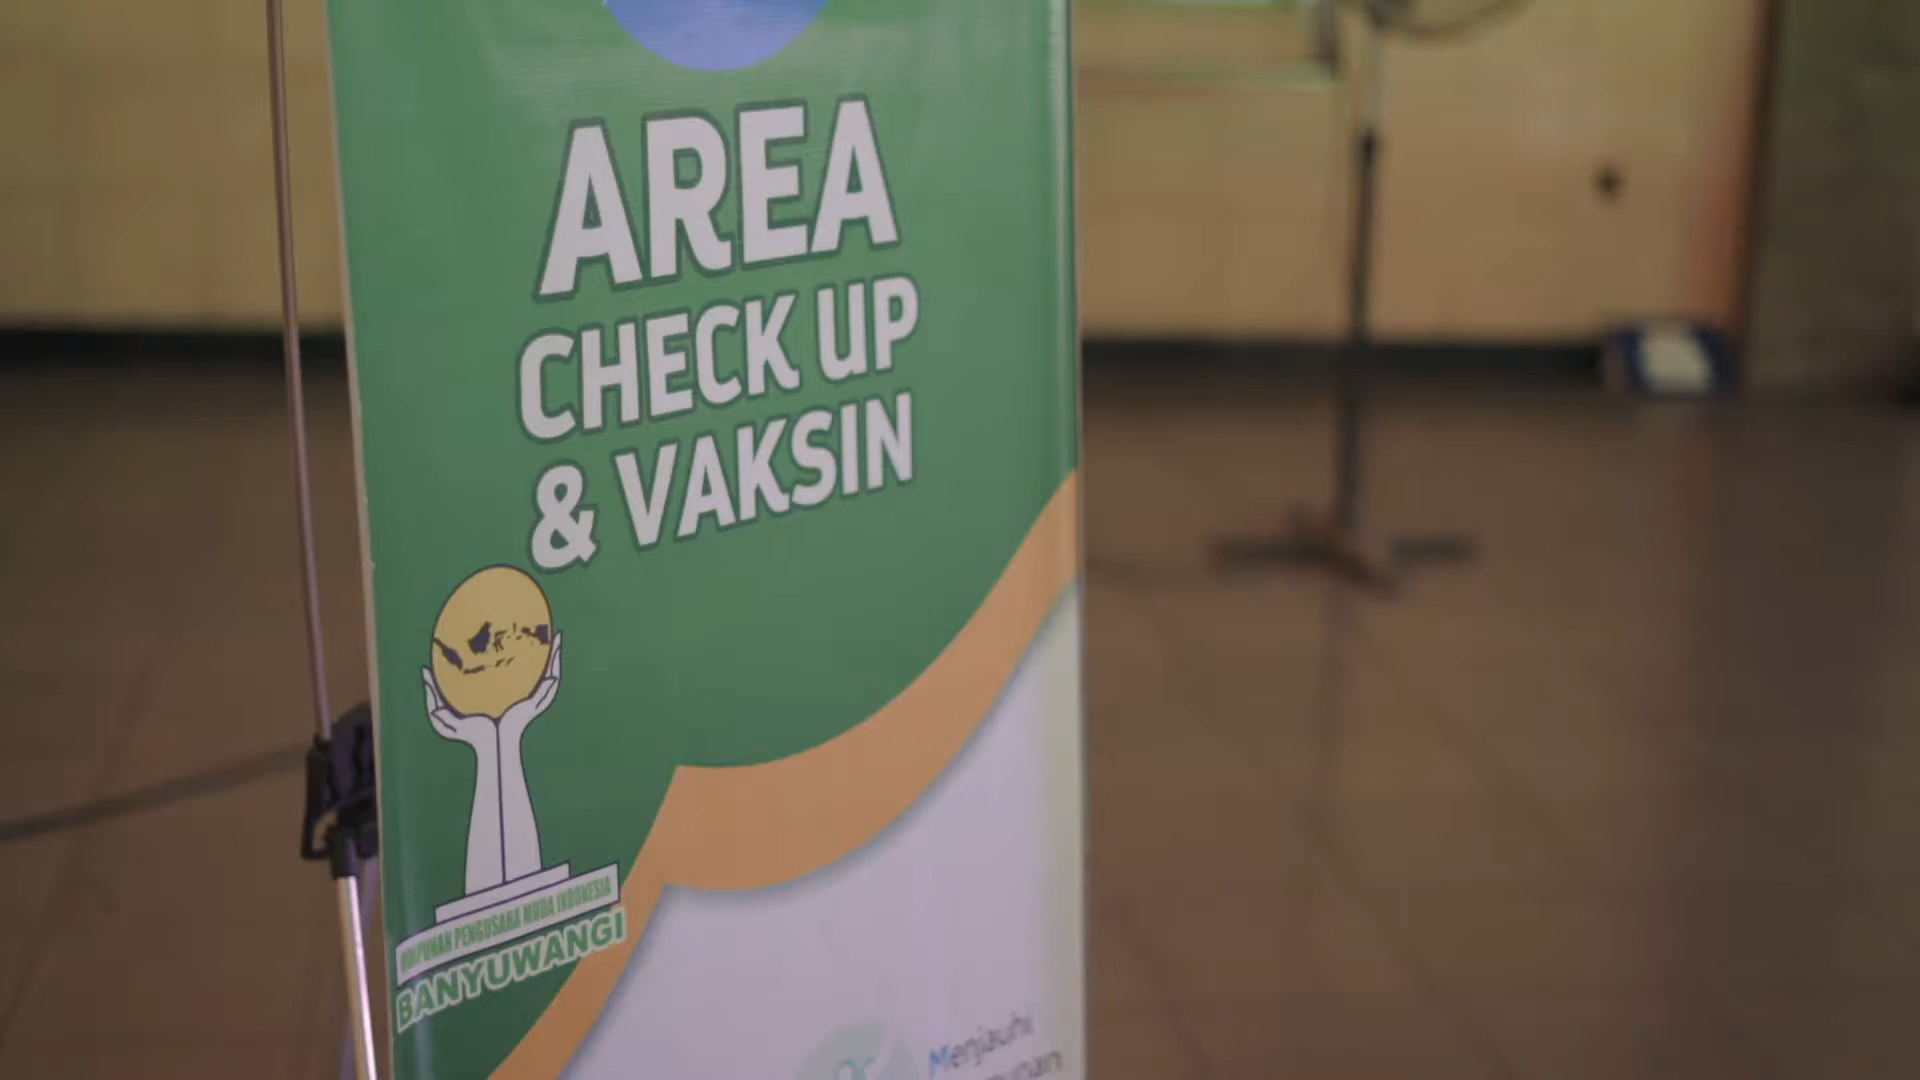 AREA
CHECK UP
& VAKSIN
HIMPUNAN PENGUSAHA MUDA INDONESIA
BANYUWANGI
Menjauhi